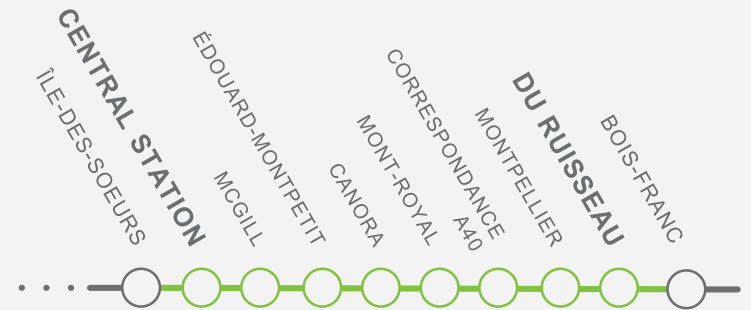 ÎLE-DES-SOEURS
CENTRAL STATION
MCGILL
ÉDOUARD-MONTPETIT
CANORA
MONT-ROYAL
CORRESPONDANCE
A40
MONTPELLIER
DU RUISSEAU
BOIS-FRANC